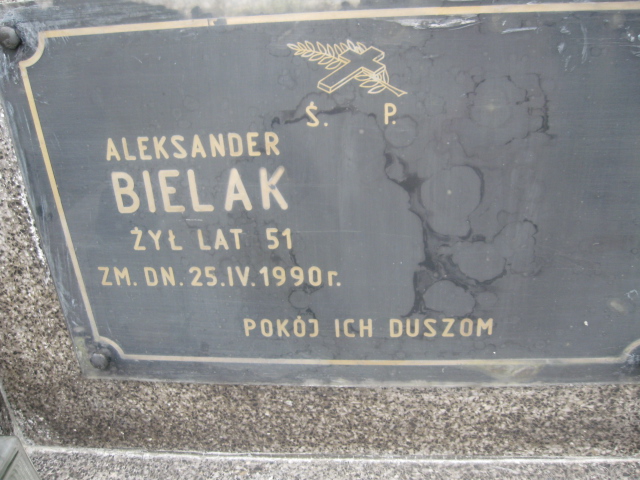 Ś. P.
ALEKSANDER
BIELAK
ŻYŁ LAT 51
ZM. DN. 25.IV.1990r.
POKÓJ ICH DUSZOM